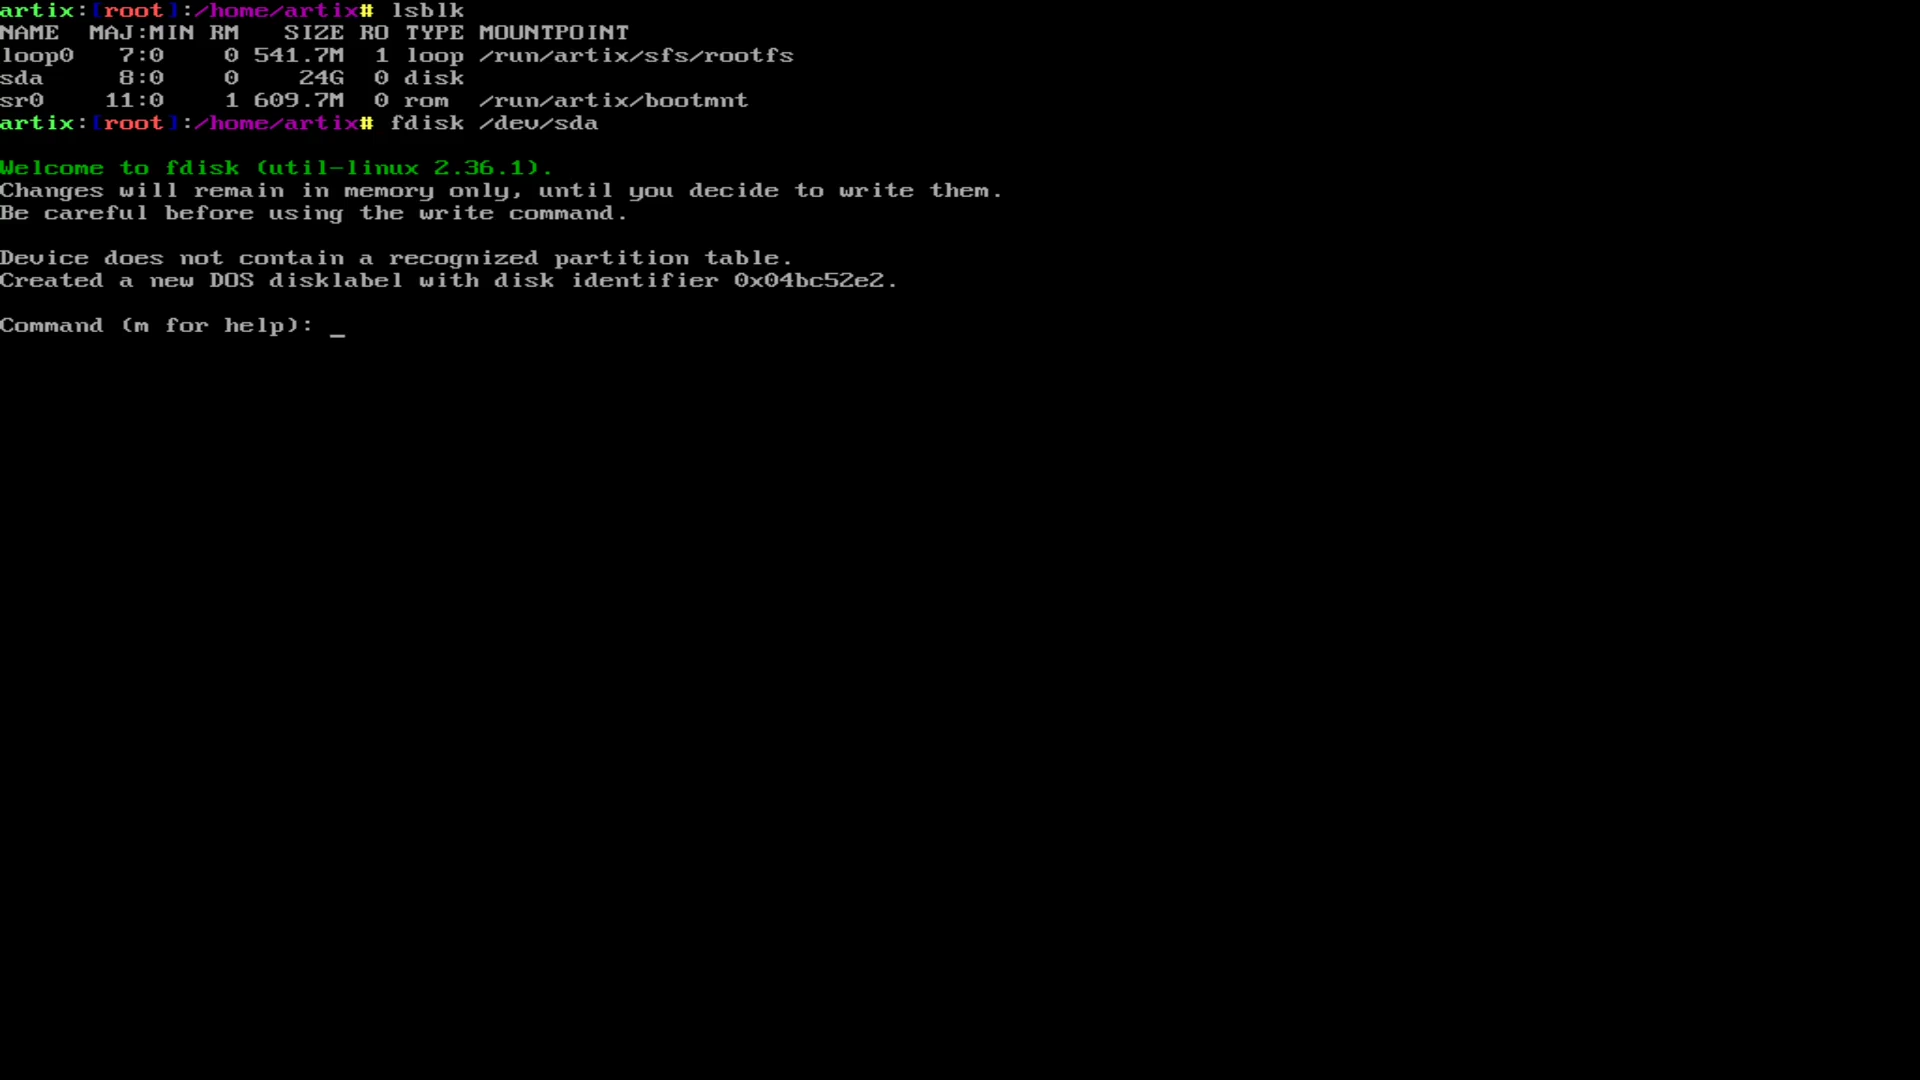 artix:[root]:/home/artix# lsblk
NAME  MAJ:MIN RM   SIZE RO TYPE MOUNTPOINT
loop0   7:0    0 541.7M  1 loop /run/artix/sfs/rootfs
sda     8:0    0    24G  0 disk
sr0    11:0    1 609.7M  0 rom  /run/artix/bootmnt
artix:[root]:/home/artix# fdisk /dev/sda
Welcome to fdisk (util-linux 2.36.1).
Changes will remain in memory only, until you decide to write them.
Be careful before using the write command.
Device does not contain a recognized partition table.
Created a new DOS disklabel with disk identifier 0x04bc52e2.
Command (m for help): _